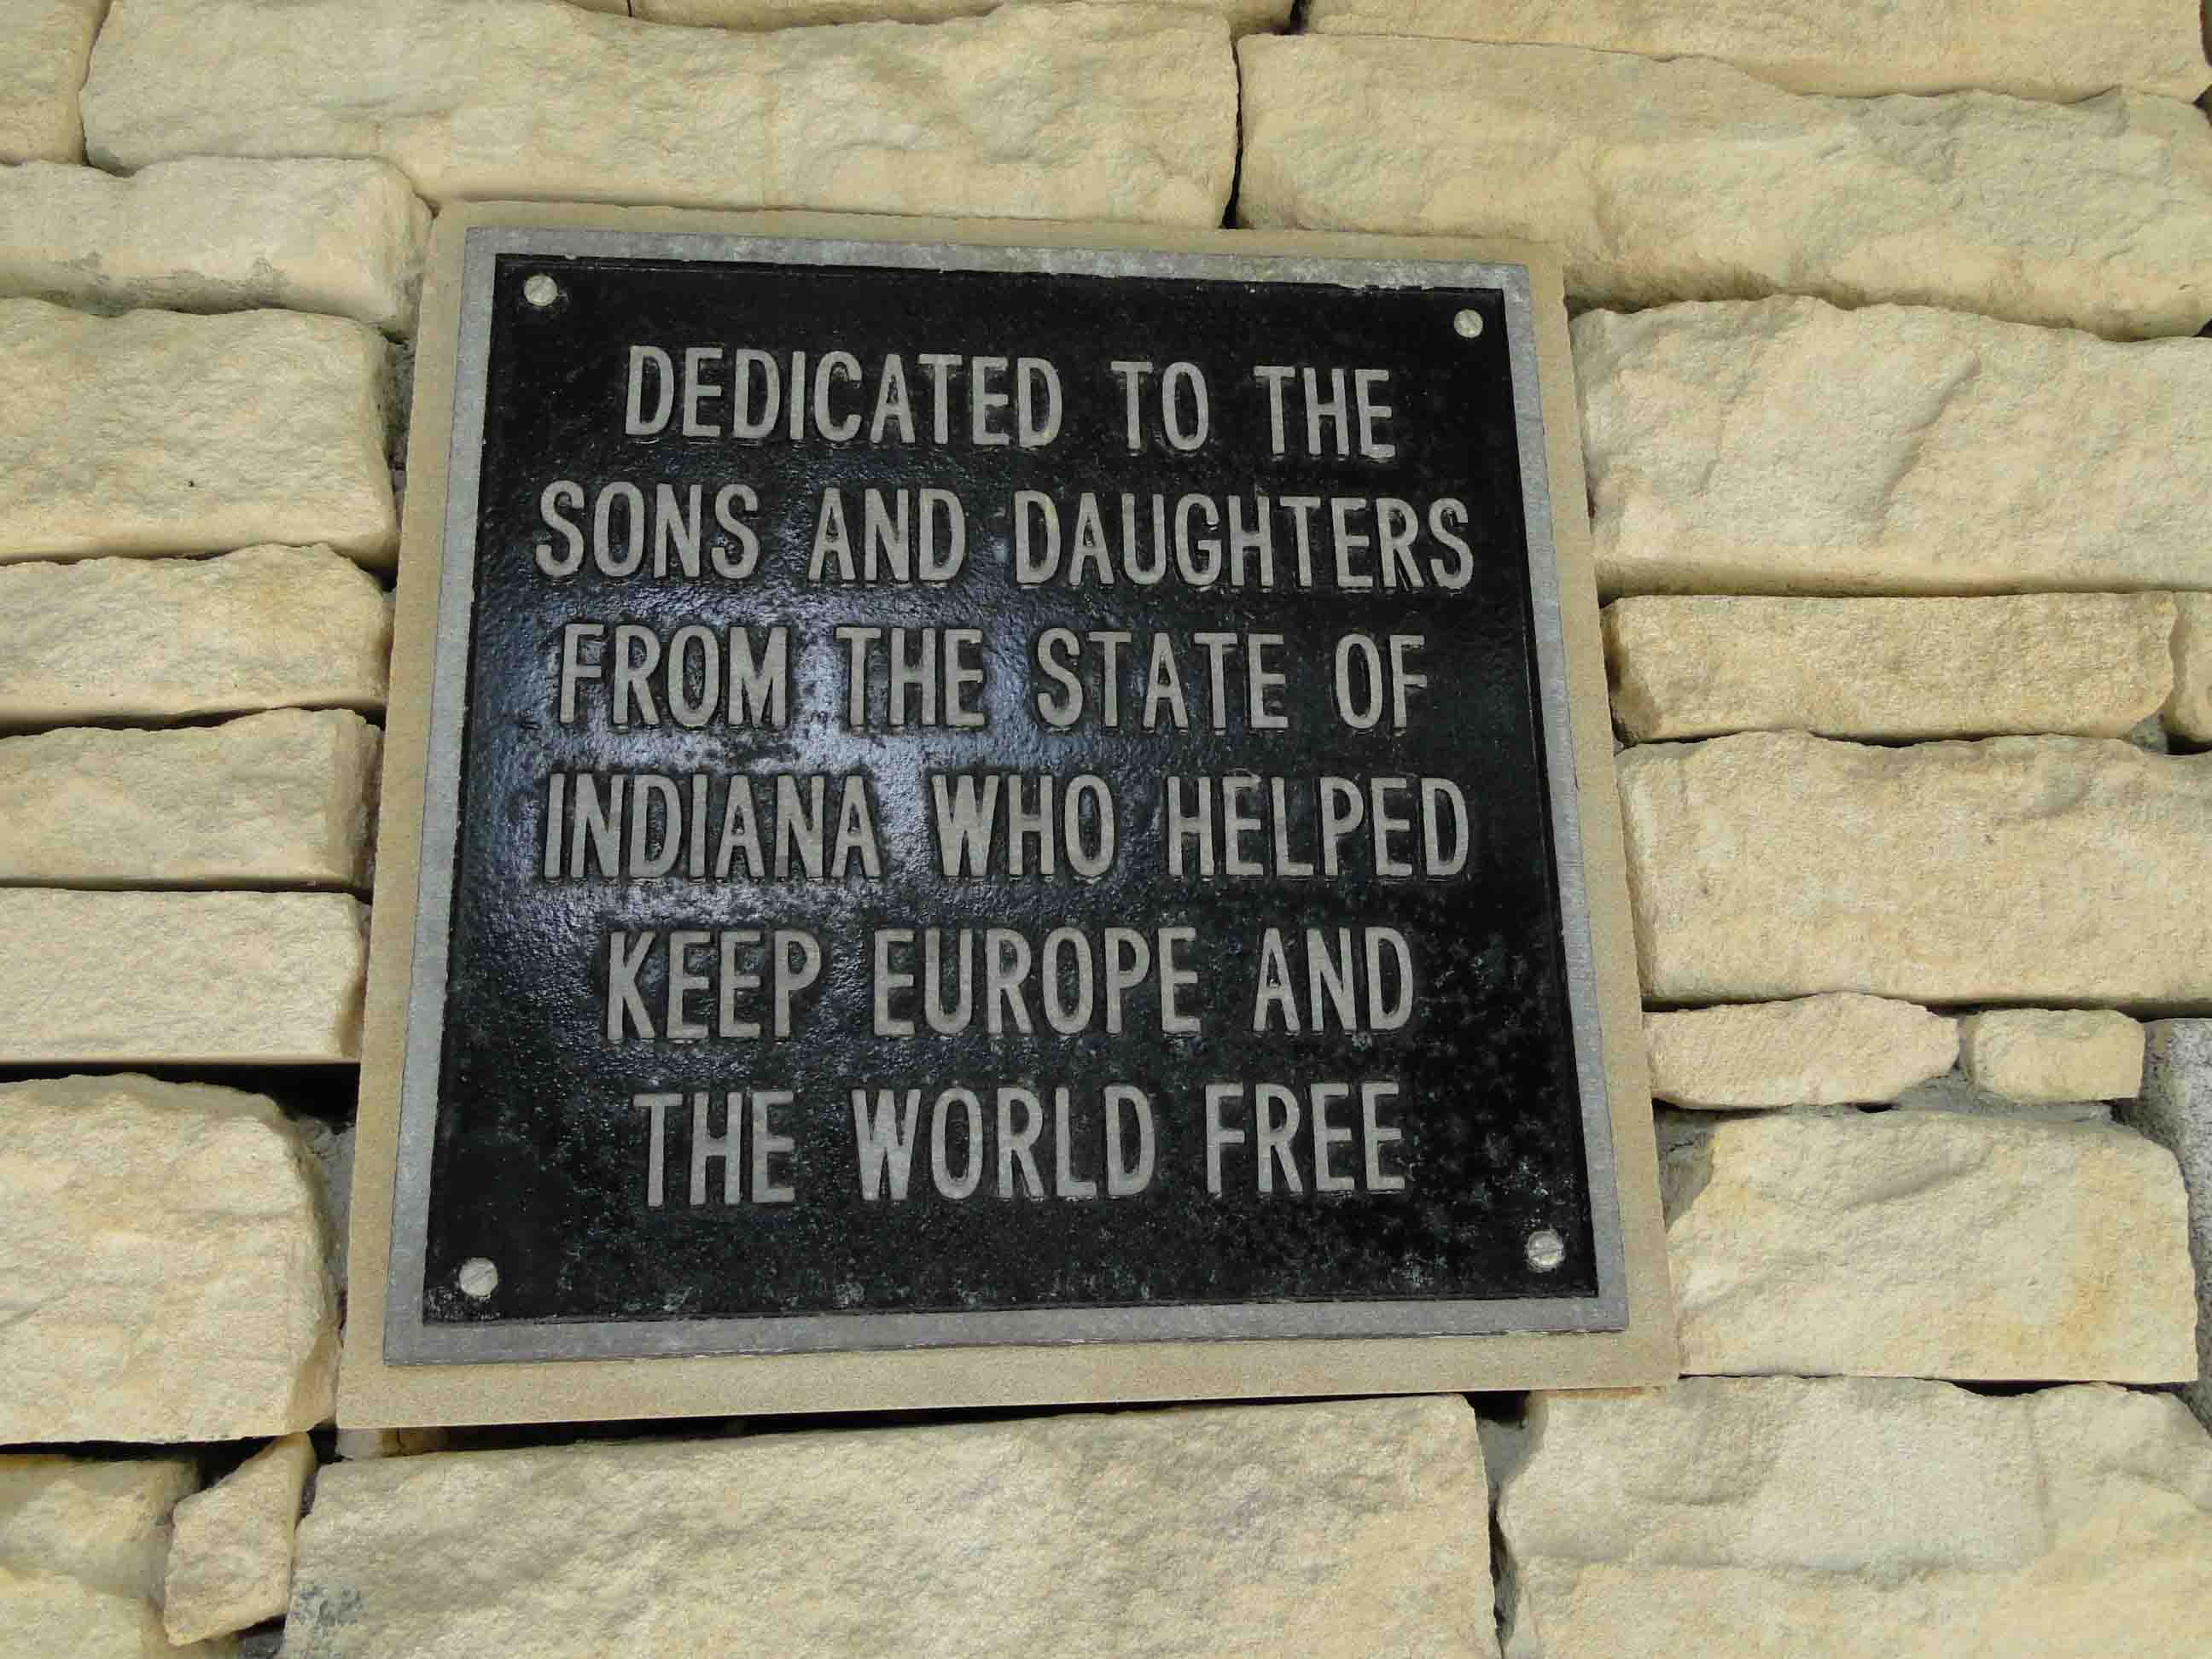 DEDICATED TO THE
SONS AND DAUGHTERS
FROM THE STATE OF
INDIANA WHO HELPED
KEEP EUROPE AND
THE WORLD FREE